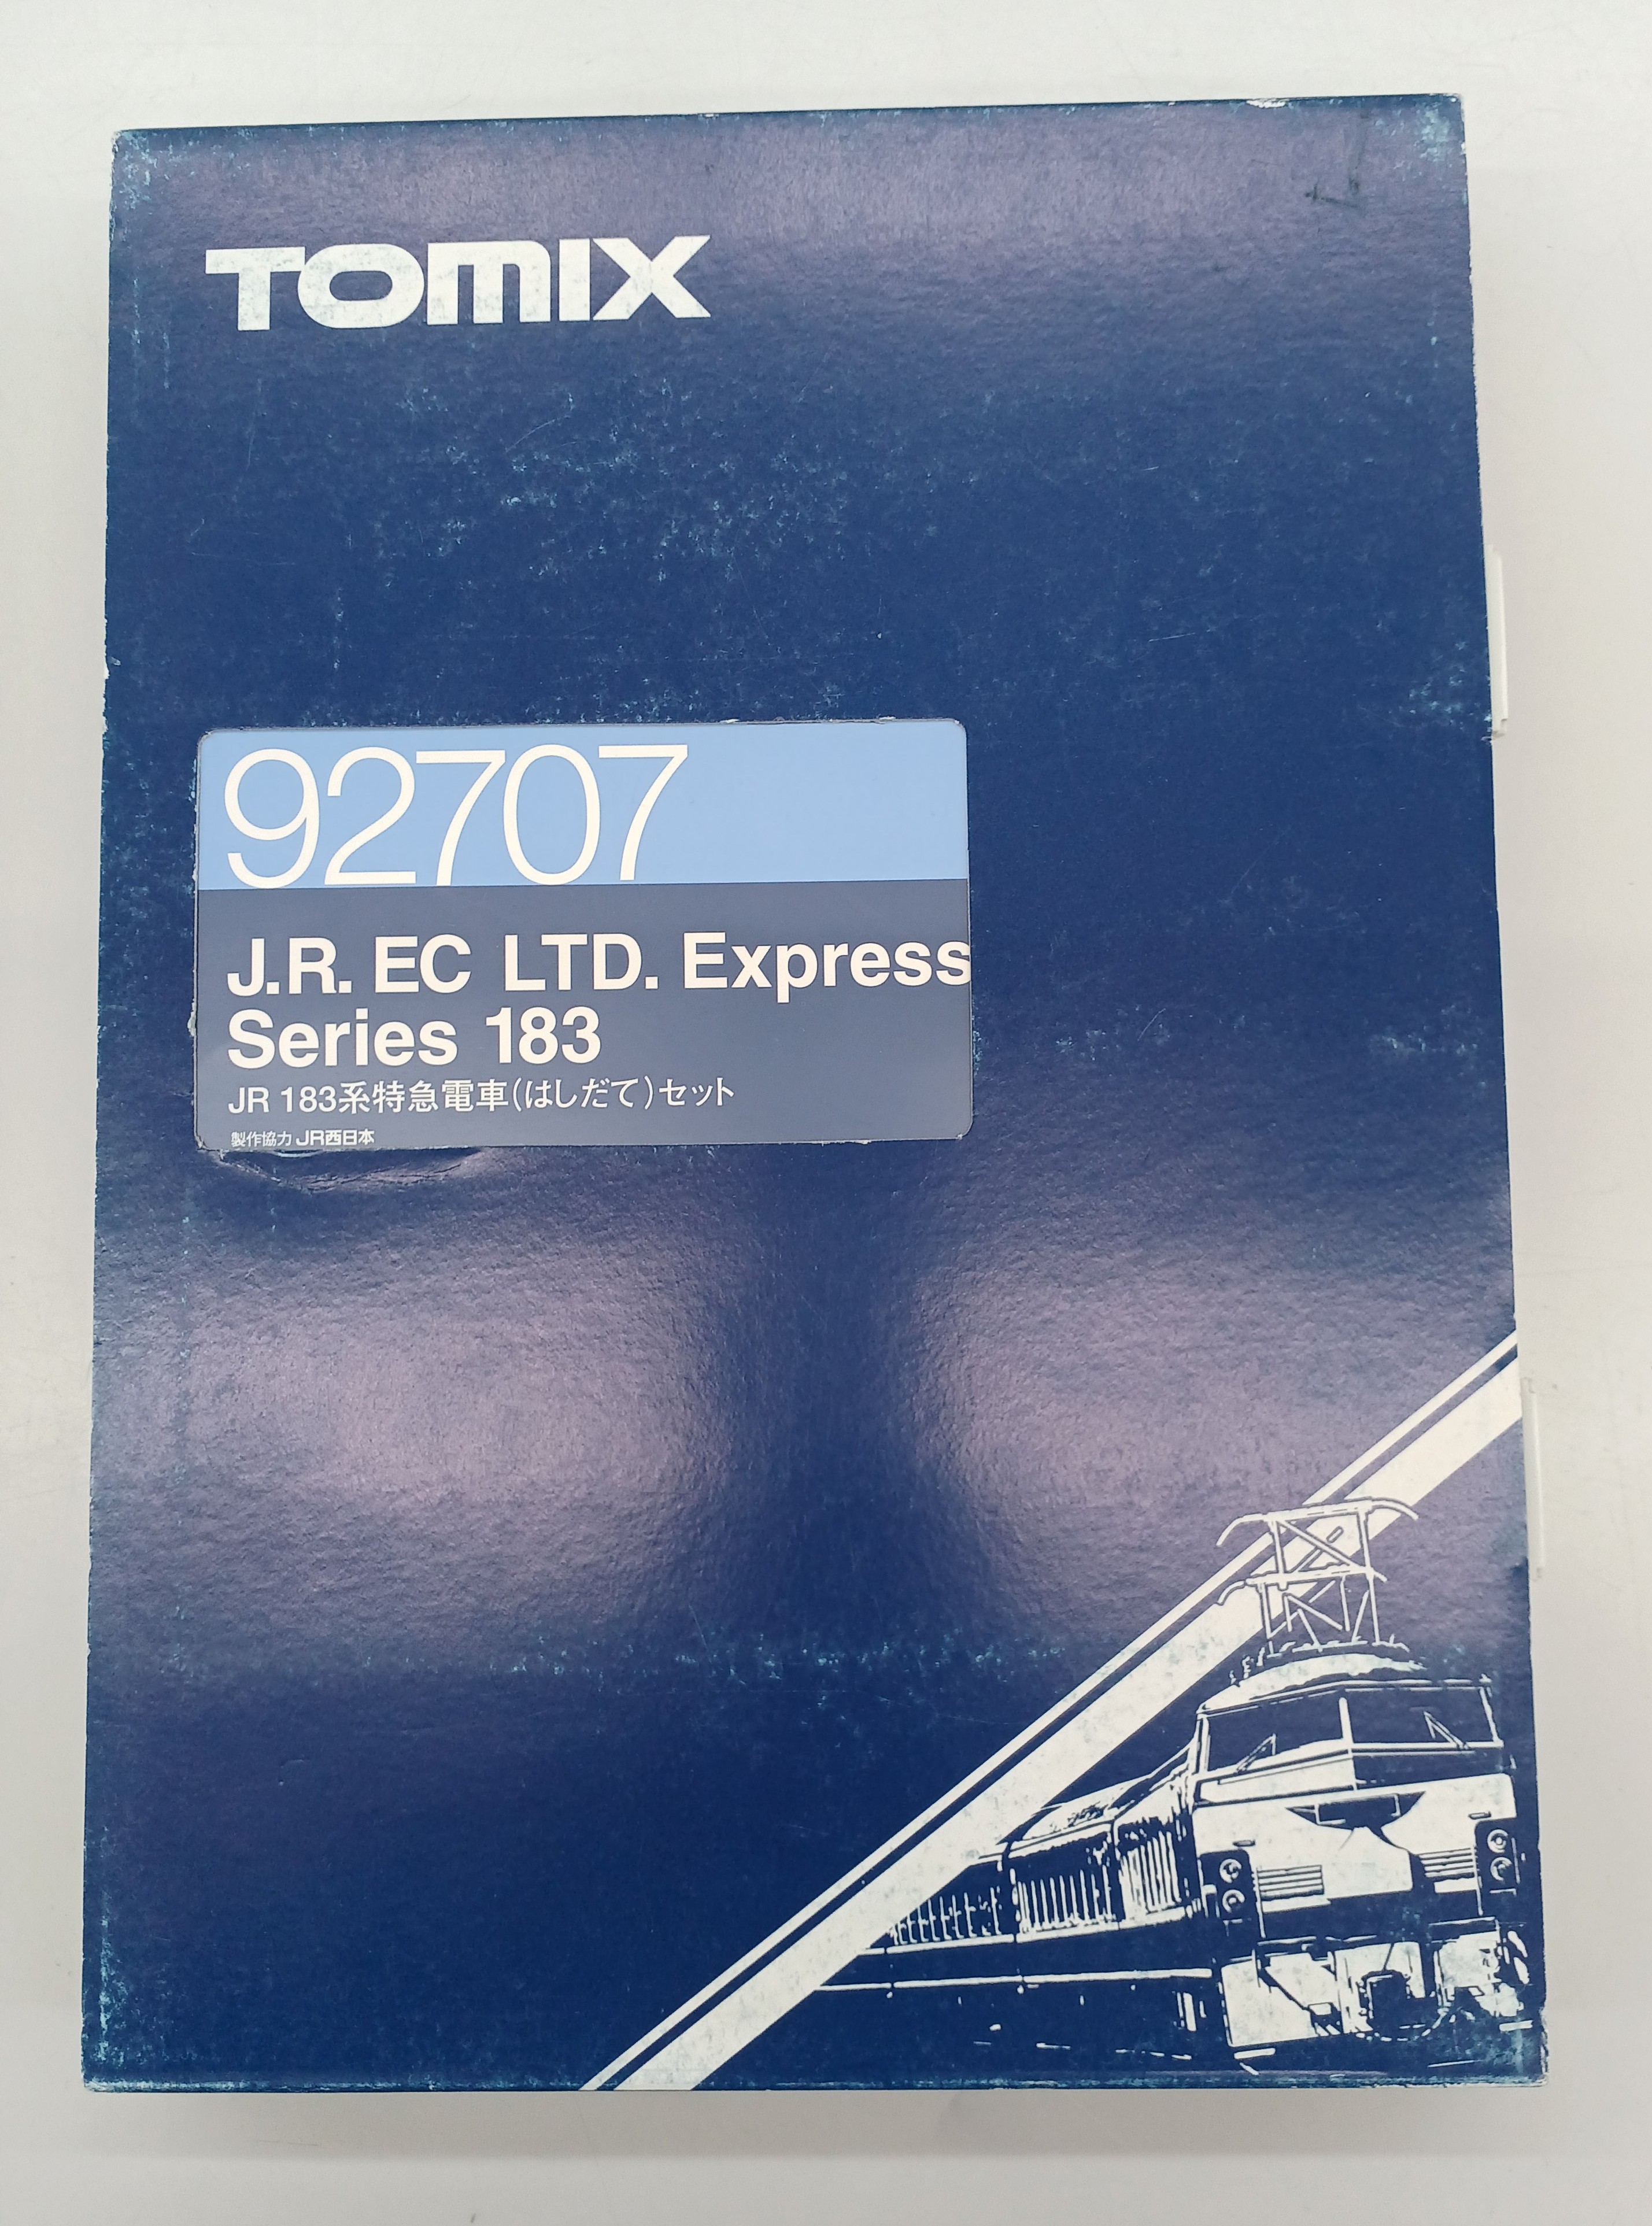 TOMIX
92707
J.R. EC LTD. Express
Series 183
JR 183系特急電車(はしだて)セット
製作協力 JR西日本